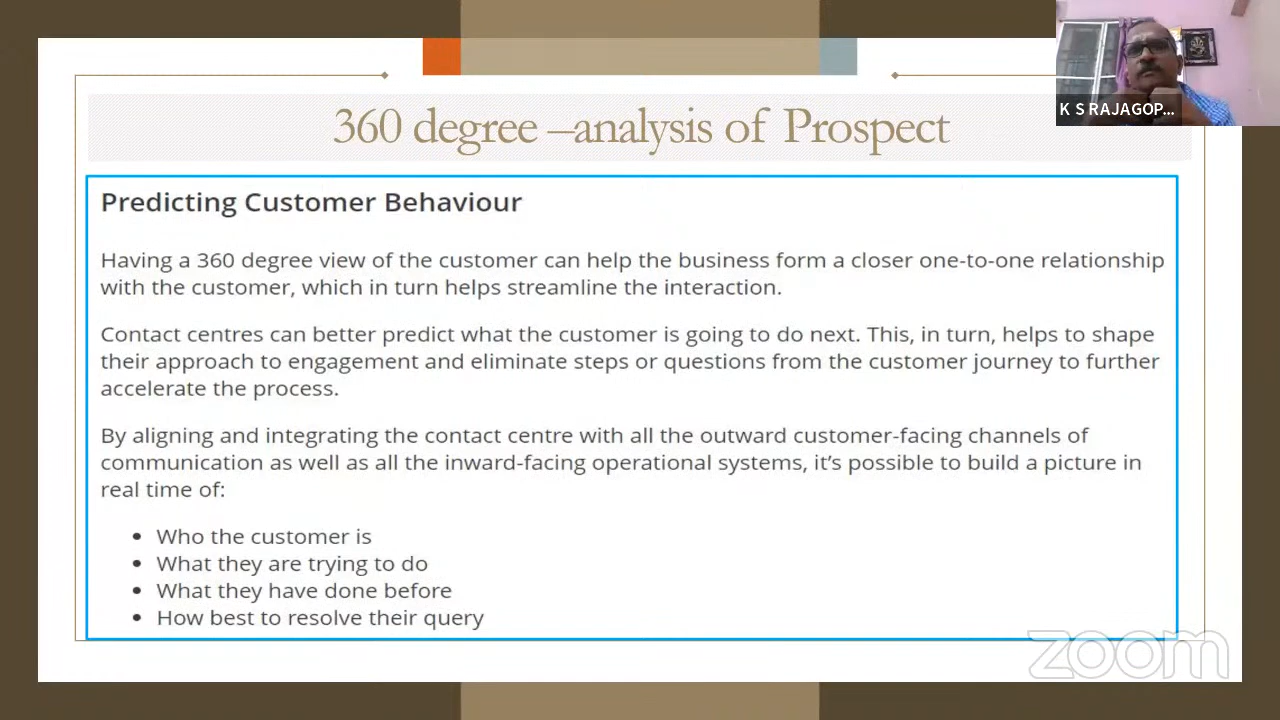 K S RAJAGOP...
360 degree –analysis of Prospect
Predicting Customer Behaviour
Having a 360 degree view of the customer can help the business form a closer one-to-one relationship
with the customer, which in turn helps streamline the interaction.
Contact centres can better predict what the customer is going to do next. This, in turn, helps to shape
their approach to engagement and eliminate steps or questions from the customer journey to further
accelerate the process.
By aligning and integrating the contact centre with all the outward customer-facing channels of
communication as well as all the inward-facing operational systems, it’s possible to build a picture in
real time of:
• Who the customer is
• What they are trying to do
• What they have done before
• How best to resolve their query
zoom